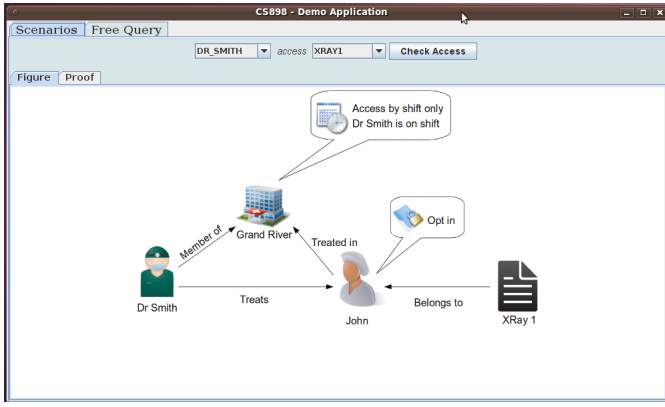 CS898 - Demo Application
Scenarios Free Query
DR_SMITH access XRAY1 Check Access
Figure Proof
Access by shift only
Dr Smith is on shift
Grand River
Opt in
Member of
Treated in
Dr Smith
Treats
John
Belongs to
XRay 1